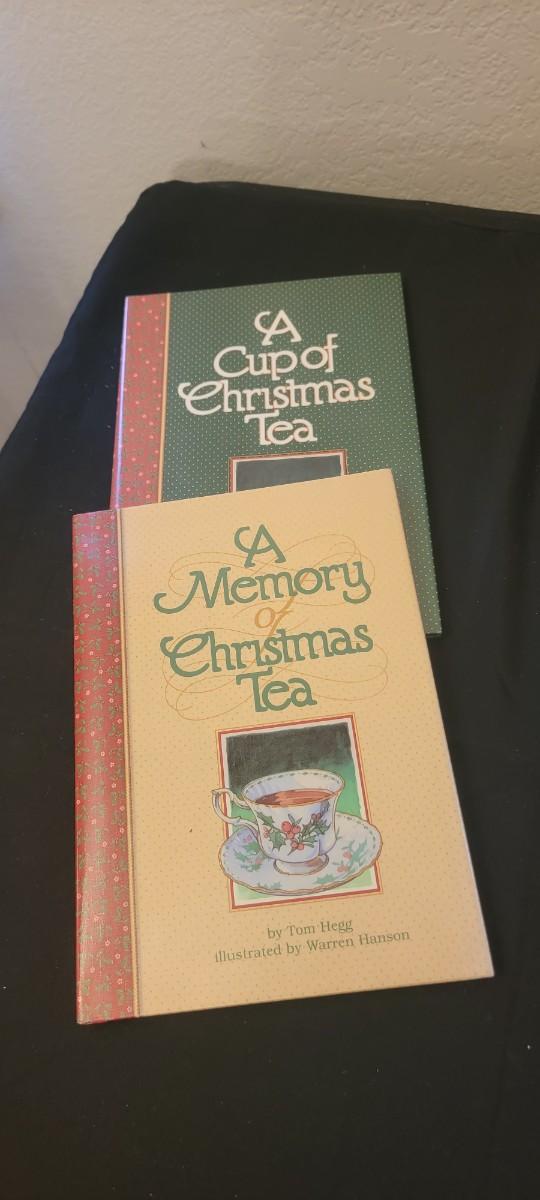 A
Cup of
Christmas
Tea
A
Memory
of
Christmas
Tea
by Tom Hegg
illustrated by Warren Hanson